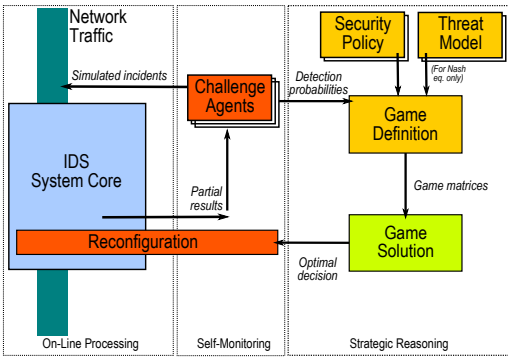 Network
Traffic
Security
Policy
Threat
Model
(For Nash
eq. only)
Simulated incidents
Challenge
Agents
Detection
probabilities
Game
Definition
IDS
System Core
Partial
results
Game matrices
Reconfiguration
Game
Solution
Optimal
decision
On-Line Processing
Self-Monitoring
Strategic Reasoning